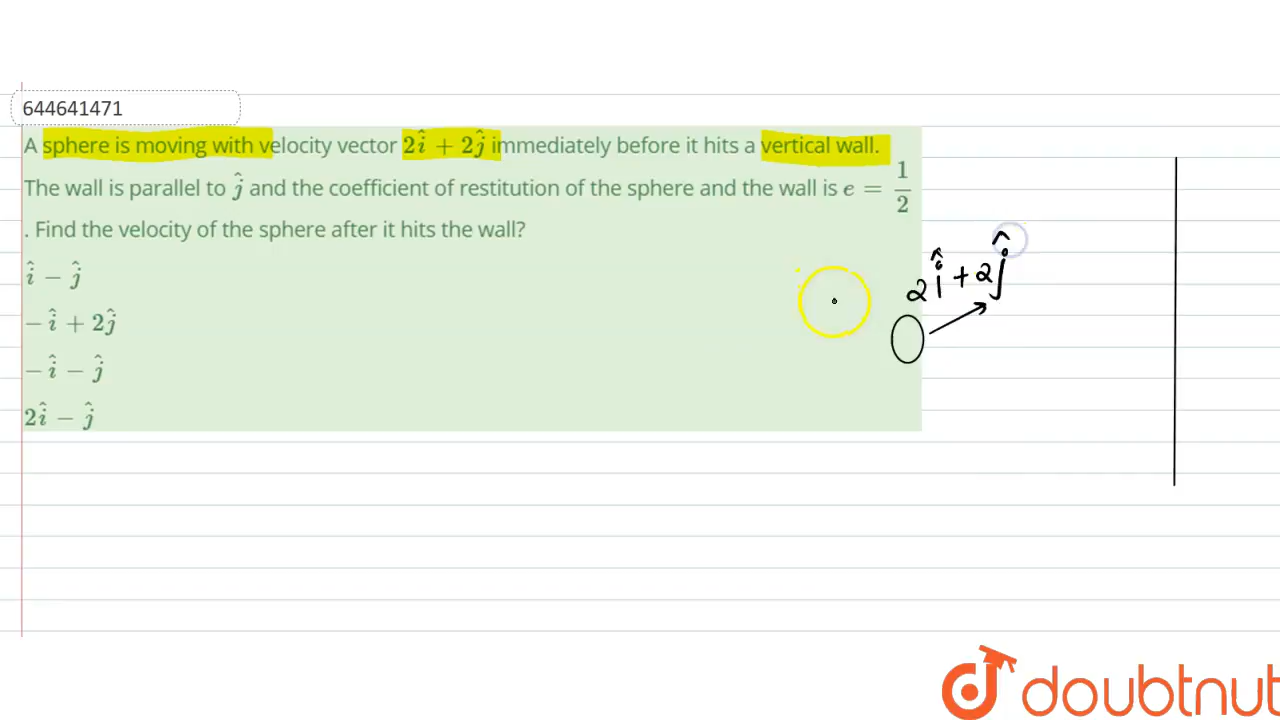 644641471
A sphere is moving with velocity vector 2î + 2ĵ immediately before it hits a vertical wall.
The wall is parallel to ĵ and the coefficient of restitution of the sphere and the wall is e = 1/2
. Find the velocity of the sphere after it hits the wall?
î − ĵ
−î + 2ĵ
−î − ĵ
2î − ĵ
2î + 2ĵ
doubtnut